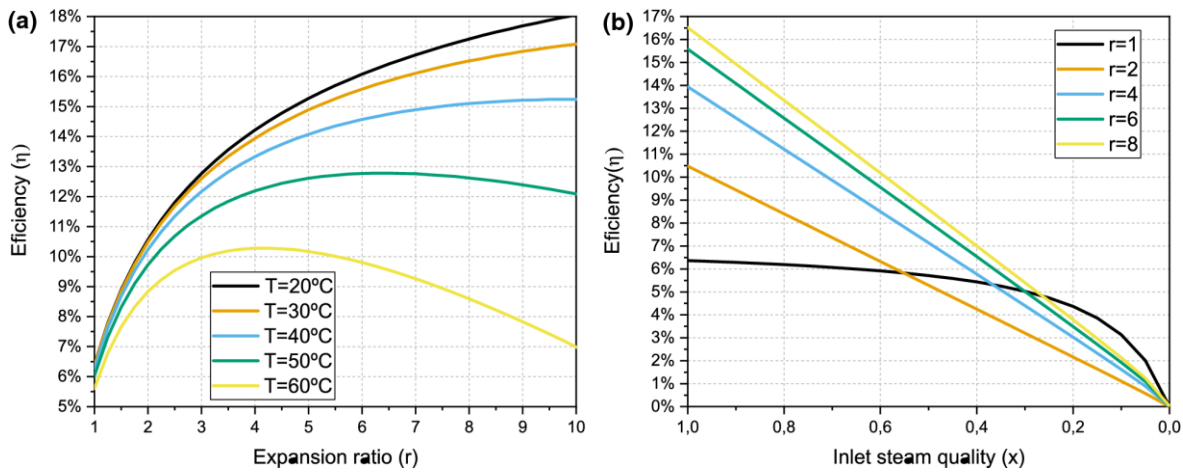 (a)
18%
17%
16%
15%
14%
13%
12%
11%
10%
9%
8%
7%
6%
5%
Eficiency (η)
T=20ºC
T=30ºC
T=40ºC
T=50ºC
T=60ºC
1 2 3 4 5 6 7 8 9 10
Expansion ratio (r)
(b)
17%
16%
15%
14%
13%
12%
11%
10%
9%
8%
7%
6%
5%
4%
3%
2%
1%
0%
Eficiency(η)
r=1
r=2
r=4
r=6
r=8
1,0 0,8 0,6 0,4 0,2 0,0
Inlet steam quality (x)